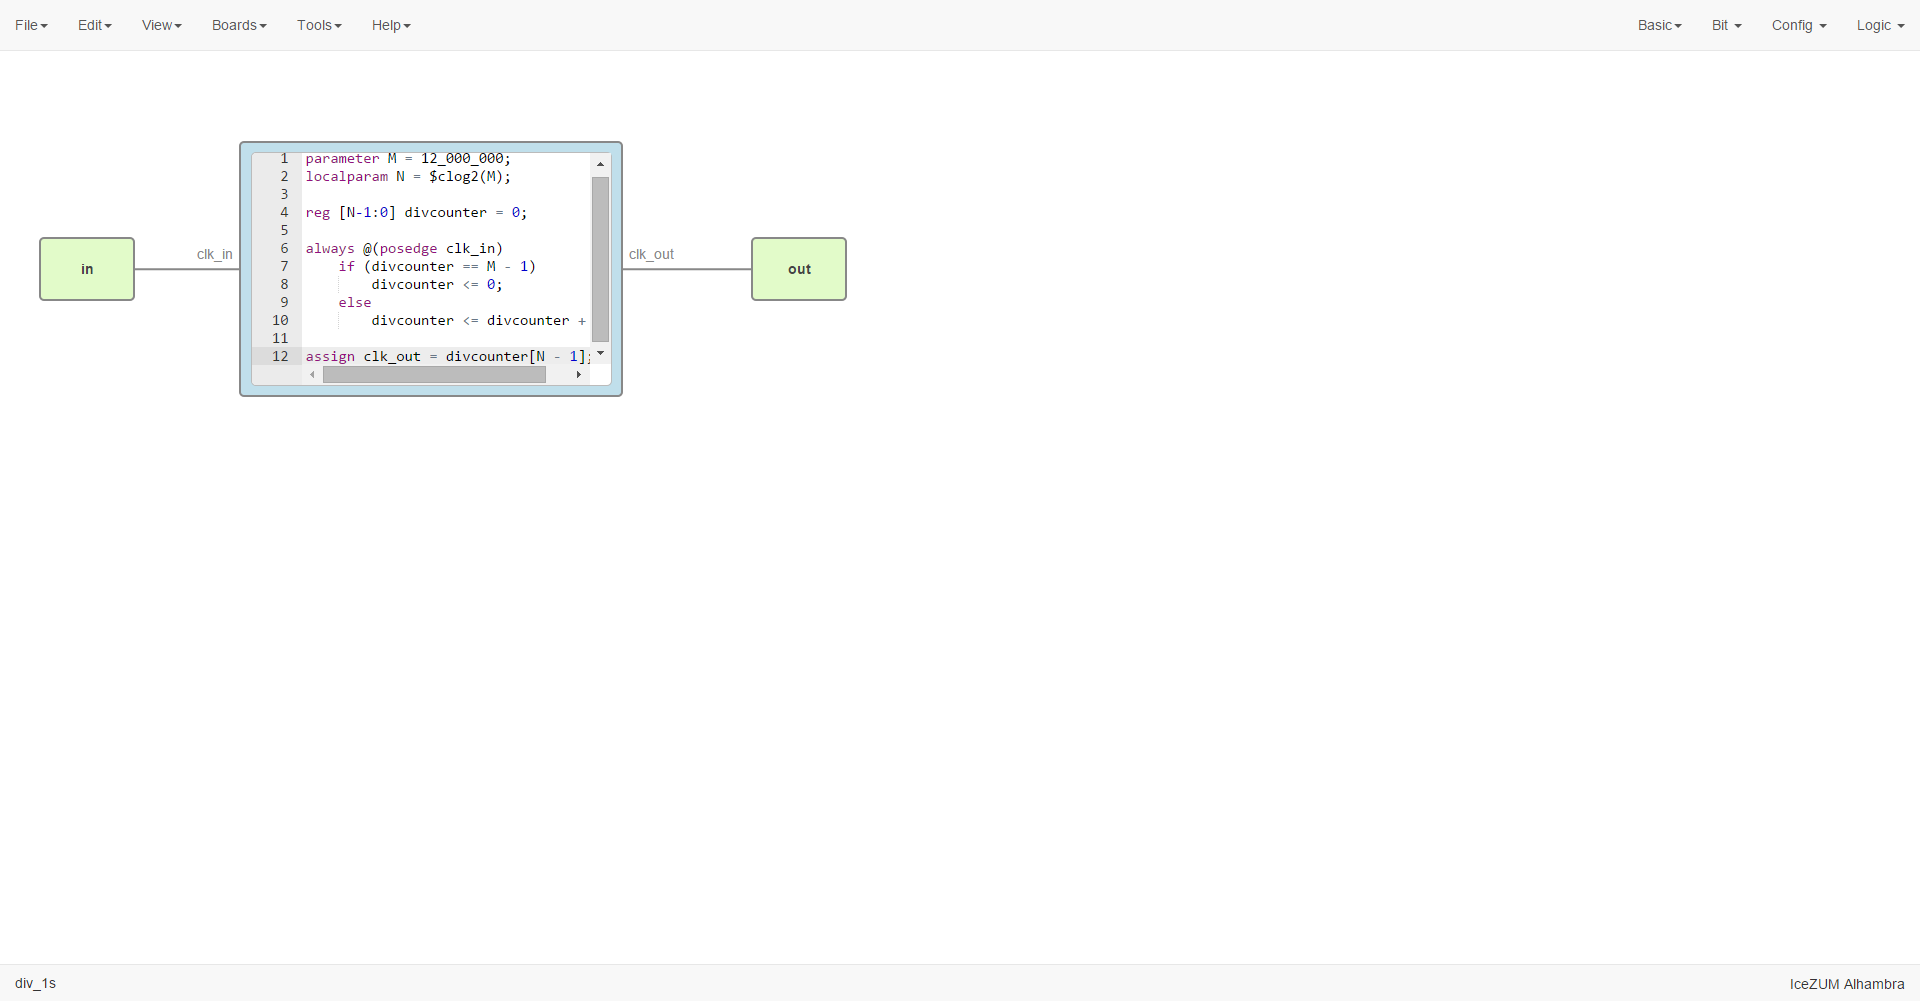 File Edit View Boards Tools Help Basic Bit Config Logic
1 parameter M = 12_000_000;
2 localparam N = $clog2(M);
3
4 reg [N-1:0] divcounter = 0;
5
6 always @(posedge clk_in)
7     if (divcounter == M - 1)
8         divcounter <= 0;
9     else
10         divcounter <= divcounter +
11
12 assign clk_out = divcounter[N - 1];
in
clk_in
clk_out
out
div_1s
IceZUM Alhambra